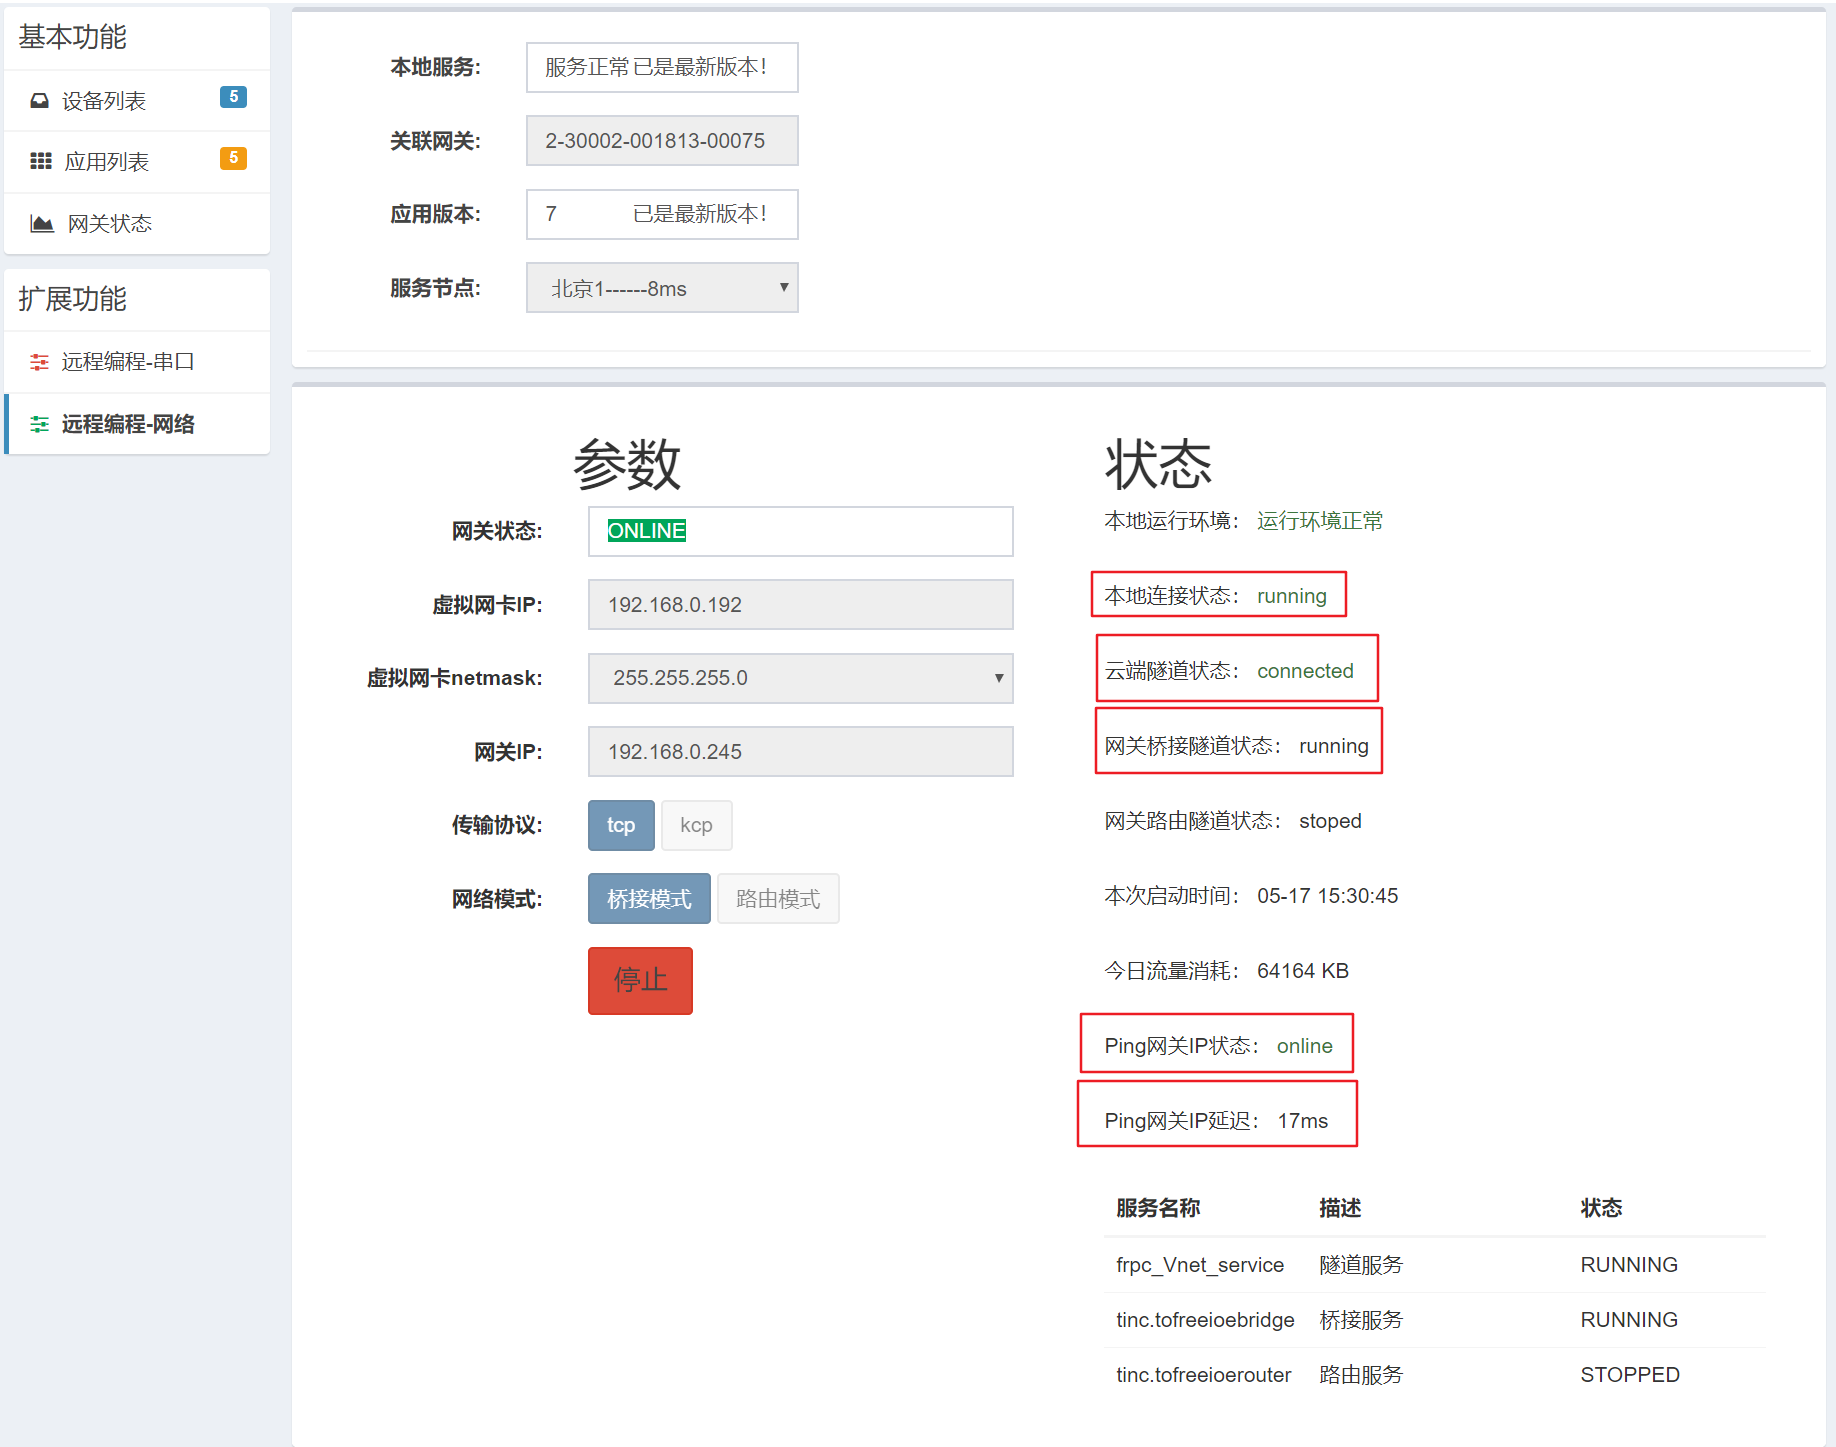 基本功能
设备列表 5
应用列表 5
网关状态
扩展功能
远程编程-串口
远程编程-网络
本地服务: 服务正常 已是最新版本!
关联网关: 2-30002-001813-00075
应用版本: 7 已是最新版本!
服务节点: 北京1------8ms
参数
网关状态: ONLINE
虚拟网卡IP: 192.168.0.192
虚拟网卡netmask: 255.255.255.0
网关IP: 192.168.0.245
传输协议: tcp kcp
网络模式: 桥接模式 路由模式
停止
状态
本地运行环境： 运行环境正常
本地连接状态： running
云端隧道状态： connected
网关桥接隧道状态： running
网关路由隧道状态： stoped
本次启动时间： 05-17 15:30:45
今日流量消耗： 64164 KB
Ping网关IP状态： online
Ping网关IP延迟： 17ms
服务名称 描述 状态
frpc_Vnet_service 隧道服务 RUNNING
tinc.tofreeioebridge 桥接服务 RUNNING
tinc.tofreeioerouter 路由服务 STOPPED